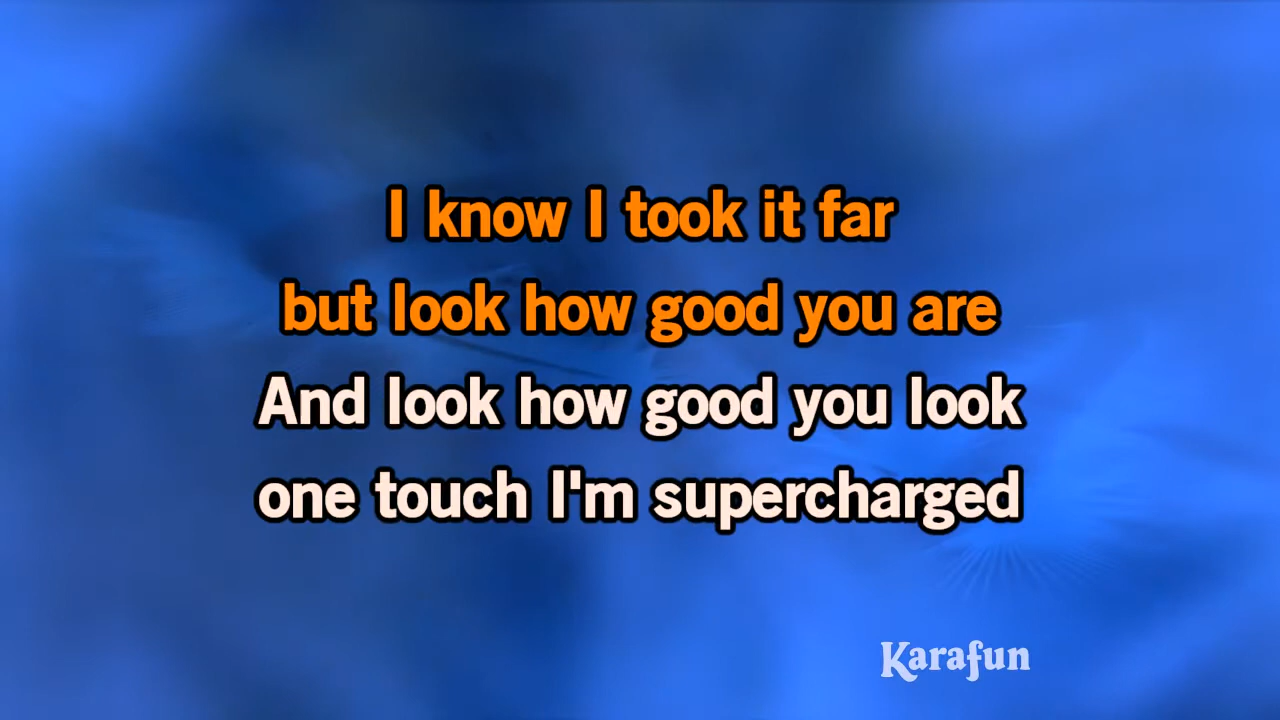 I know I took it far
but look how good you are
And look how good you look
one touch I'm supercharged
Karafun